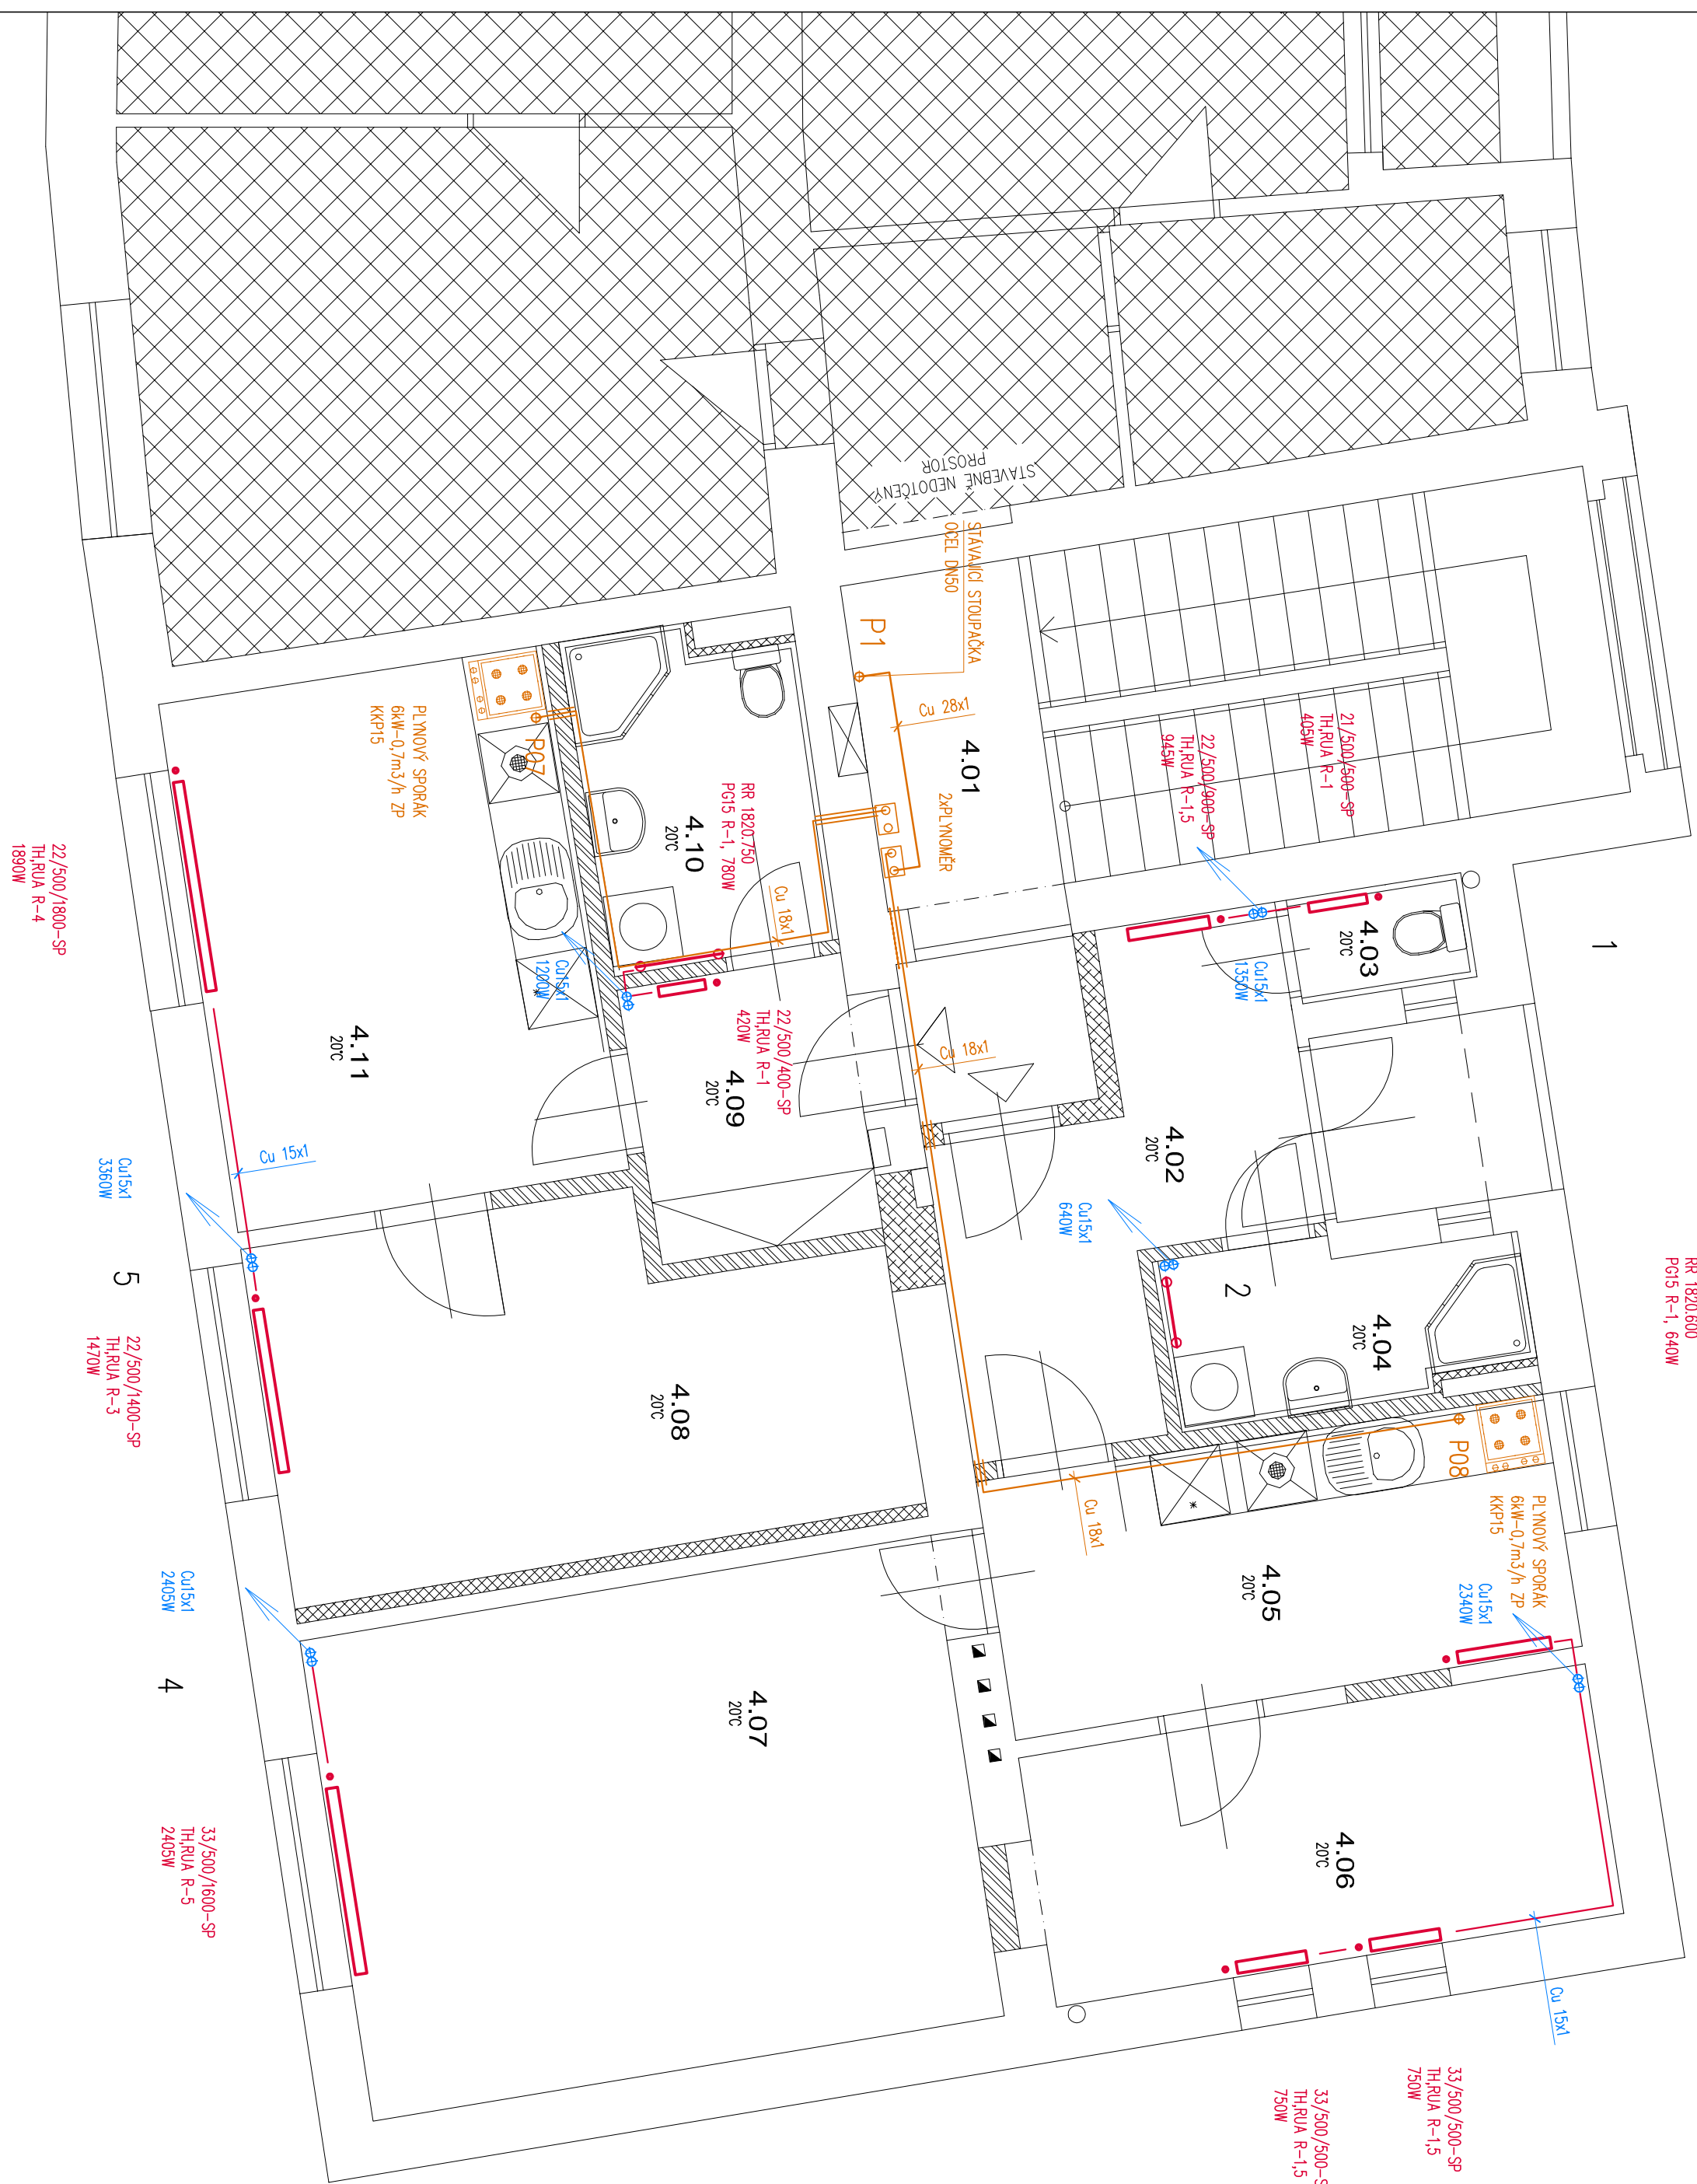 STAVEBNĚ NEDOTČENÝ
PROSTOR
STÁVAJÍCÍ STOUPAČKA
OCEL DN50
P1
Cu 28x1
4.01
2xPLYNOMĚR
21/500/500-SP
TH,RUA R-1
405W
22/500/900-SP
TH,RUA R-1,5
945W
4.03
20°C
Cu15x1
1350W
1
PLYNOVÝ SPORÁK
6kW-0,7m3/h ZP
KKP15
P07
RR 1820.750
PG15 R-1, 780W
4.10
20°C
Cu 18x1
Cu15x1
1200W
22/500/400-SP
TH,RUA R-1
420W
4.09
20°C
Cu 18x1
22/500/1800-SP
TH,RUA R-4
1890W
4.11
20°C
Cu 15x1
Cu15x1
3360W
5
22/500/1400-SP
TH,RUA R-3
1470W
4.08
20°C
4.02
20°C
Cu15x1
640W
2
4.04
20°C
RR 1820.600
PG15 R-1, 640W
P08
PLYNOVÝ SPORÁK
6kW-0,7m3/h ZP
KKP15
Cu 18x1
4.05
20°C
Cu15x1
2340W
Cu15x1
2405W
4
4.07
20°C
33/500/1600-SP
TH,RUA R-5
2405W
4.06
20°C
Cu 15x1
33/500/500-SP
TH,RUA R-1,5
750W
33/500/500-S
TH,RUA R-1,5
750W